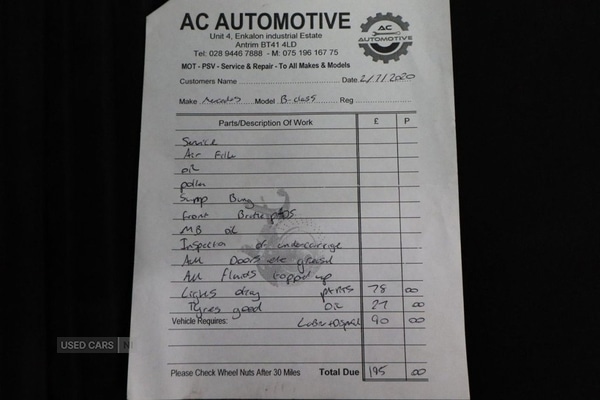 AC AUTOMOTIVE
Unit 4, Enkalon industrial Estate
Antrim BT41 4LD
Tel: 028 9446 7888 - M: 075 196 167 75
AC
AUTOMOTIVE
MOT - PSV - Service & Repair - To All Makes & Models
Customers Name Date 2/7/2020
Make Mercedes Model B-class Reg
Parts/Description Of Work £ P
Service
Air Filter
oil
pollen
Sump Bung
front Brake pads
MB oil
Inspection of undercarriage
All Doors etc greased
All fluids topped up
Lights okay parts 78 00
Tyres good oil 27 00
Vehicle Requires: Labour+Disposal 90 00
Please Check Wheel Nuts After 30 Miles Total Due 195 00
USED CARS NI